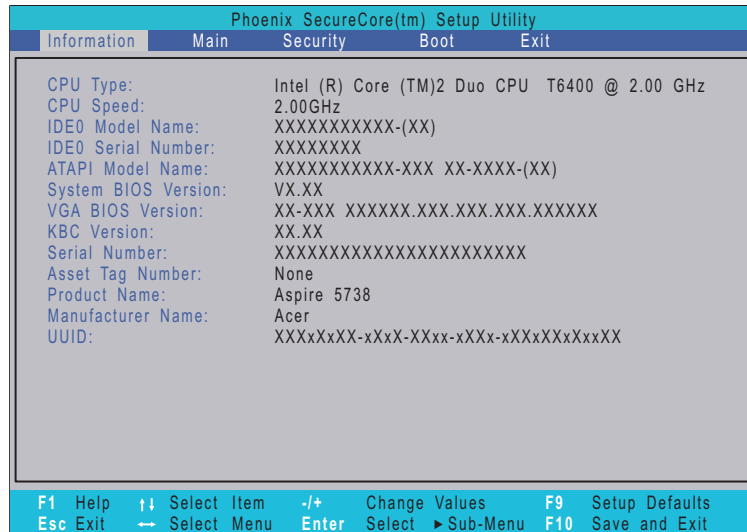 Phoenix SecureCore(tm) Setup Utility
Information Main Security Boot Exit
CPU Type: Intel (R) Core (TM)2 Duo CPU T6400 @ 2.00 GHz
CPU Speed: 2.00GHz
IDE0 Model Name: XXXXXXXXXXX-(XX)
IDE0 Serial Number: XXXXXXXX
ATAPI Model Name: XXXXXXXXXXX-XXX XX-XXXX-(XX)
System BIOS Version: VX.XX
VGA BIOS Version: XX-XXX XXXXXX.XXX.XXX.XXX.XXXXXX
KBC Version: XX.XX
Serial Number: XXXXXXXXXXXXXXXXXXXXXXX
Asset Tag Number: None
Product Name: Aspire 5738
Manufacturer Name: Acer
UUID: XXXxXxXX-xXxX-XXxx-xXXx-xXXxXXxXxxXX
F1 Help ↑↓ Select Item -/+ Change Values F9 Setup Defaults
Esc Exit ↔ Select Menu Enter Select ►Sub-Menu F10 Save and Exit